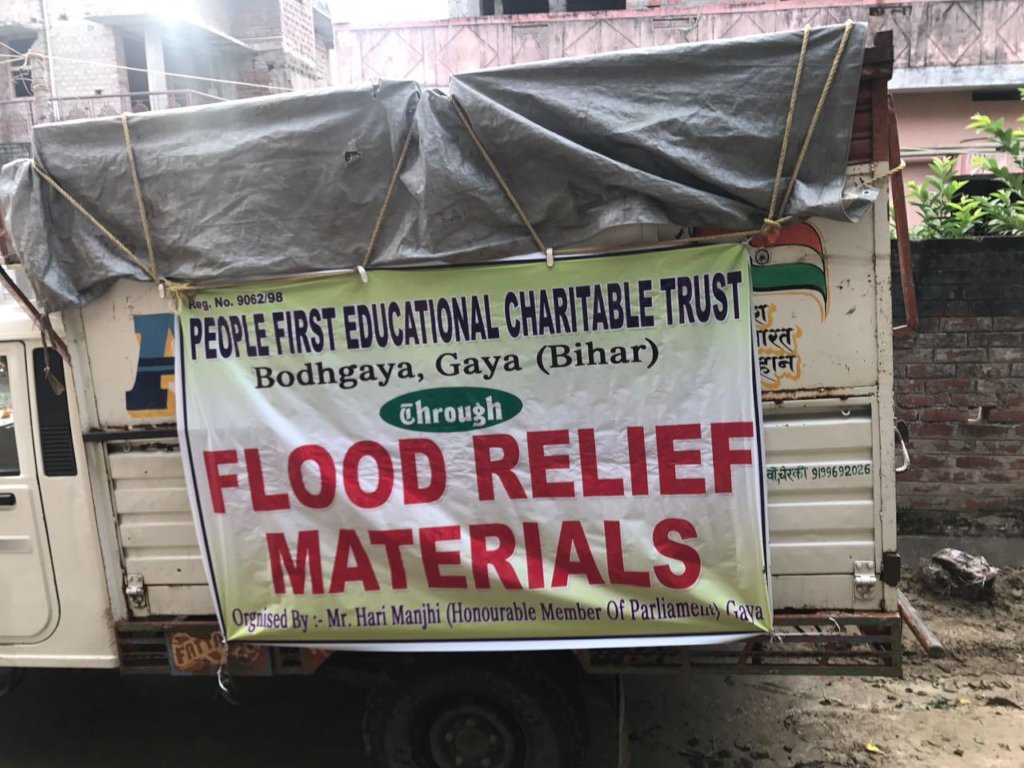 Reg. No. 9062/98
PEOPLE FIRST EDUCATIONAL CHARITABLE TRUST
Bodhgaya, Gaya (Bihar)
Through
FLOOD RELIEF
MATERIALS
Orgnised By :- Mr. Hari Manjhi (Honourable Member Of Parliament) Gaya
9199692026